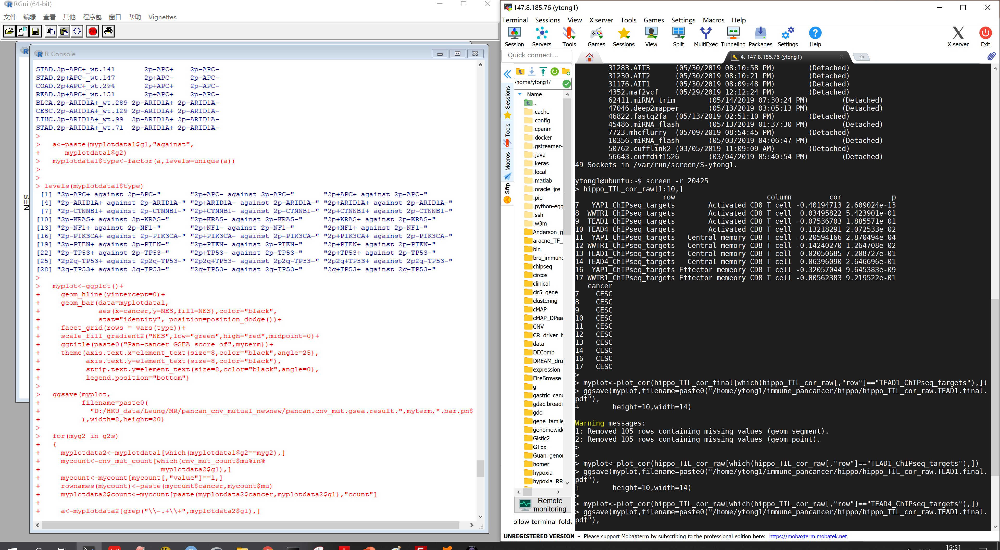 RGui (64-bit)
文件 编辑 查看 其他 程序包 窗口 帮助 Vignettes
STOP
NES
R Console
STAD.2p-APC+_wt.141 2p-APC+ 2p-APC-
STAD.2p+APC-_wt.147 2p+APC- 2p-APC-
COAD.2p+APC+_wt.294 2p+APC+ 2p-APC-
READ.2p+APC+_wt.151 2p+APC+ 2p-APC-
BLCA.2p-ARID1A+_wt.289 2p-ARID1A+ 2p-ARID1A-
CESC.2p-ARID1A+_wt.129 2p-ARID1A+ 2p-ARID1A-
LIHC.2p-ARID1A+_wt.99 2p-ARID1A+ 2p-ARID1A-
STAD.2p-ARID1A+_wt.71 2p-ARID1A+ 2p-ARID1A-
>
> a<-paste(myplotdata1$g1,"against",
+ myplotdata1$g2)
> myplotdata1$type<-factor(a,levels=unique(a))
>
>
> levels(myplotdata1$type)
[1] "2p-APC+ against 2p-APC-" "2p+APC- against 2p-APC-" "2p+APC+ against 2p-APC-"
[4] "2p-ARID1A+ against 2p-ARID1A-" "2p+ARID1A- against 2p-ARID1A-" "2p+ARID1A+ against 2p-ARID1A-"
[7] "2p-CTNNB1+ against 2p-CTNNB1-" "2p+CTNNB1- against 2p-CTNNB1-" "2p+CTNNB1+ against 2p-CTNNB1-"
[10] "2p-KRAS+ against 2p-KRAS-" "2p+KRAS- against 2p-KRAS-" "2p+KRAS+ against 2p-KRAS-"
[13] "2p-NF1+ against 2p-NF1-" "2p+NF1- against 2p-NF1-" "2p+NF1+ against 2p-NF1-"
[16] "2p-PIK3CA+ against 2p-PIK3CA-" "2p+PIK3CA- against 2p-PIK3CA-" "2p+PIK3CA+ against 2p-PIK3CA-"
[19] "2p-PTEN+ against 2p-PTEN-" "2p+PTEN- against 2p-PTEN-" "2p+PTEN+ against 2p-PTEN-"
[22] "2p-TP53+ against 2p-TP53-" "2p+TP53- against 2p-TP53-" "2p+TP53+ against 2p-TP53-"
[25] "2p2q-TP53+ against 2p2q-TP53-" "2p2q+TP53- against 2p2q-TP53-" "2p2q+TP53+ against 2p2q-TP53-"
[28] "2q-TP53+ against 2q-TP53-" "2q+TP53- against 2q-TP53-" "2q+TP53+ against 2q-TP53-"
>
> myplot<-ggplot()+
+ geom_hline(yintercept=0)+
+ geom_bar(data=myplotdata1,
+ aes(x=cancer,y=NES,fill=NES),color="black",
+ stat="identity", position=position_dodge())+
+ facet_grid(rows = vars(type))+
+ scale_fill_gradient2("NES",low="green",high="red",midpoint=0)+
+ ggtitle(paste0("Pan-cancer GSEA score of",myterm))+
+ theme(axis.text.x=element_text(size=8,color="black",angle=25),
+ axis.text.y=element_text(size=8,color="black"),
+ strip.text.y=element_text(size=8,color="black",angle=0),
+ legend.position="bottom")
>
> ggsave(myplot,
+ filename=paste0(
+ "D:/HKU_data/Leung/MR/pancan_cnv_mutual_newnew/pancan.cnv_mut.gsea.result.",myterm,".bar.pn$
+ ),width=8,height=20)
>
> for(myg2 in g2s)
+ {
+ myplotdata2<-myplotdata1[which(myplotdata1$g2==myg2),]
+ mycount<-cnv_mut_count[which(cnv_mut_count$mu%in%
+ myplotdata2$g1),]
+ mycount<-mycount[mycount[,"value"]==1,]
+ rownames(mycount)<-paste(mycount$cancer,mycount$mu)
+ myplotdata2$count<-mycount[paste(myplotdata2$cancer,myplotdata2$g1),"count"]
+
+
+ a<-myplotdata2[grep("\\-.+\\+",myplotdata2$g1),]
147.8.185.76 (ytong1)
Terminal Sessions View X server Tools Games Settings Macros Help
Session Servers Tools Games Sessions View Split MultiExec Tunneling Packages Settings Help X server Exit
Quick connect...
4. 147.8.185.76 (ytong1)
Sessions
Tools
Macros
Sftp
/home/ytong1/
Name
..
.cache
.config
.cpanm
.docker
.gstreamer-
.java
.keras
.local
.matlab
.oracle_jre_
.pip
.python-egg
.ssh
.w3m
Anderson_g
aracne_TF_
bin
bru_immune
chipseq
circos
clinical
clr5_gene
clustering
cMAP
cMAP_DPea
CNV
CR_driver_M
data
DEComb
DREAM_dru
expression
FireBrowse
g
gastric_canc
gdac.broadi
gdc
gene_famlie
genomewide
Gistic2
GTEx
Guan_genor
homer
hypoxia
hypoxia_RR
Remote
monitoring
ollow terminal folde
31283.AIT3 (05/30/2019 08:10:58 PM) (Detached)
31230.AIT2 (05/30/2019 08:10:21 PM) (Detached)
31176.AIT1 (05/30/2019 08:09:48 PM) (Detached)
4352.maf2vcf (05/29/2019 12:12:24 PM) (Detached)
62411.miRNA_trim (05/14/2019 07:30:24 PM) (Detached)
47046.deep2mapper (05/13/2019 03:05:13 PM) (Detached)
46822.fastq2fa (05/13/2019 02:51:10 PM) (Detached)
45486.miRNA_flash (05/13/2019 01:37:30 PM) (Detached)
7723.mhcflurry (05/09/2019 08:54:45 PM) (Detached)
10356.miRNA_flash (05/03/2019 04:06:47 PM) (Detached)
50762.cufflink2 (03/05/2019 11:09:09 AM) (Detached)
56643.cuffdif1526 (03/04/2019 05:40:54 PM) (Detached)
49 Sockets in /var/run/screen/S-ytong1.
ytong1@ubuntu:~$ screen -r 20425
> hippo_TIL_cor_raw[1:10,]
row column cor p
7 YAP1_ChIPseq_targets Activated CD8 T cell -0.40194713 2.609024e-13
8 WWTR1_ChIPseq_targets Activated CD8 T cell 0.03495822 5.423901e-01
9 TEAD1_ChIPseq_targets Activated CD8 T cell -0.07536703 1.885571e-01
10 TEAD4_ChIPseq_targets Activated CD8 T cell 0.13218291 2.072533e-02
11 YAP1_ChIPseq_targets Central memory CD8 T cell -0.20594166 2.870494e-04
12 WWTR1_ChIPseq_targets Central memory CD8 T cell -0.14240270 1.264708e-02
13 TEAD1_ChIPseq_targets Central memory CD8 T cell 0.02050685 7.208727e-01
14 TEAD4_ChIPseq_targets Central memory CD8 T cell 0.06396090 2.646696e-01
16 YAP1_ChIPseq_targets Effector memeory CD8 T cell -0.32057044 9.645383e-09
17 WWTR1_ChIPseq_targets Effector memeory CD8 T cell -0.00562383 9.219522e-01
cancer
7 CESC
8 CESC
9 CESC
10 CESC
11 CESC
12 CESC
13 CESC
14 CESC
16 CESC
17 CESC
>
> myplot<-plot_cor(hippo_TIL_cor_final[which(hippo_TIL_cor_raw[,"row"]=="TEAD1_ChIPseq_targets"),])
> ggsave(myplot,filename=paste0("/home/ytong1/immune_pancancer/hippo/hippo_TIL_cor_raw.TEAD1.final.
pdf"),
+ height=10,width=14)
Warning messages:
1: Removed 105 rows containing missing values (geom_segment).
2: Removed 105 rows containing missing values (geom_point).
>
>
> myplot<-plot_cor(hippo_TIL_cor_raw[which(hippo_TIL_cor_raw[,"row"]=="TEAD1_ChIPseq_targets"),])
> ggsave(myplot,filename=paste0("/home/ytong1/immune_pancancer/hippo/hippo_TIL_cor_raw.TEAD1.final.
pdf"),
+ height=10,width=14)
>
> myplot<-plot_cor(hippo_TIL_cor_raw[which(hippo_TIL_cor_raw[,"row"]=="TEAD4_ChIPseq_targets"),])
> ggsave(myplot,filename=paste0("/home/ytong1/immune_pancancer/hippo/hippo_TIL_cor_raw.TEAD1.final.
pdf"),
UNREGISTERED VERSION - Please support MobaXterm by subscribing to the professional edition here: https://mobaxterm.mobatek.net
15:51